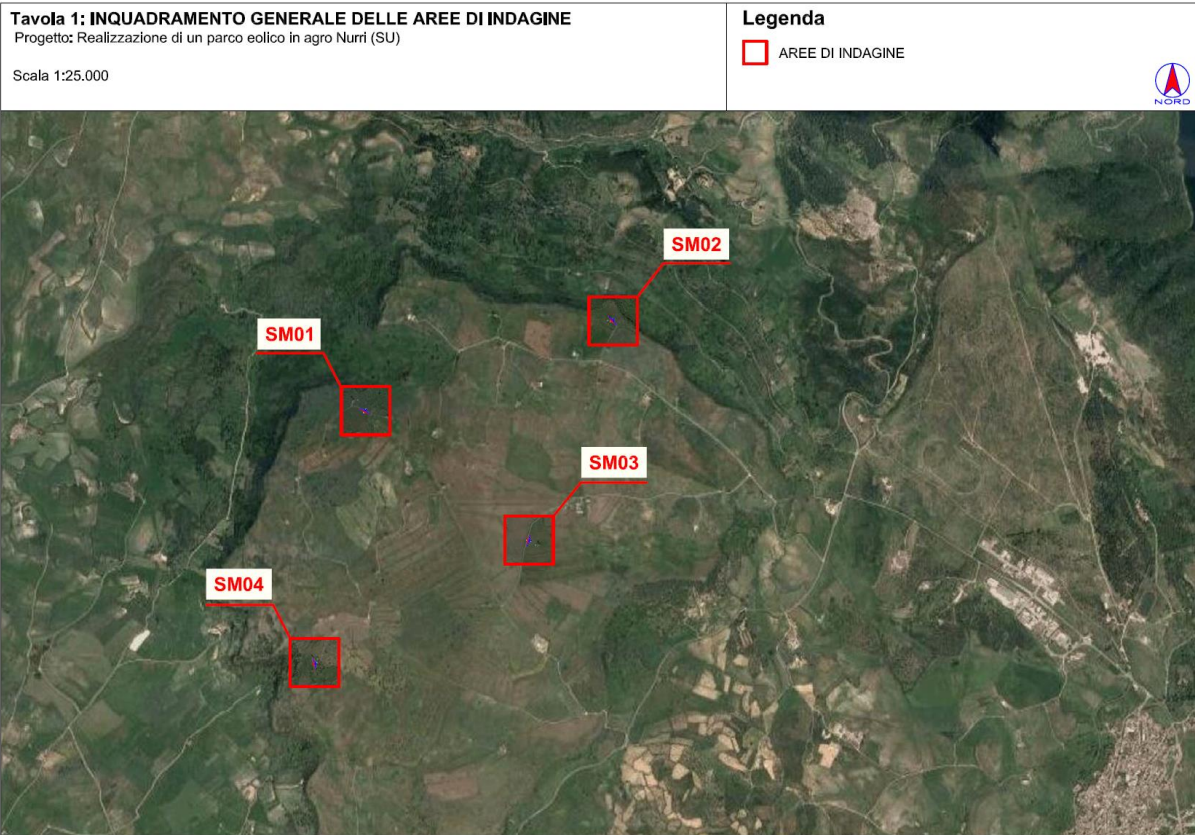 Tavola 1: INQUADRAMENTO GENERALE DELLE AREE DI INDAGINE
Progetto: Realizzazione di un parco eolico in agro Nurri (SU)
Scala 1:25.000
Legenda
AREE DI INDAGINE
NORD
SM02
SM01
SM03
SM04